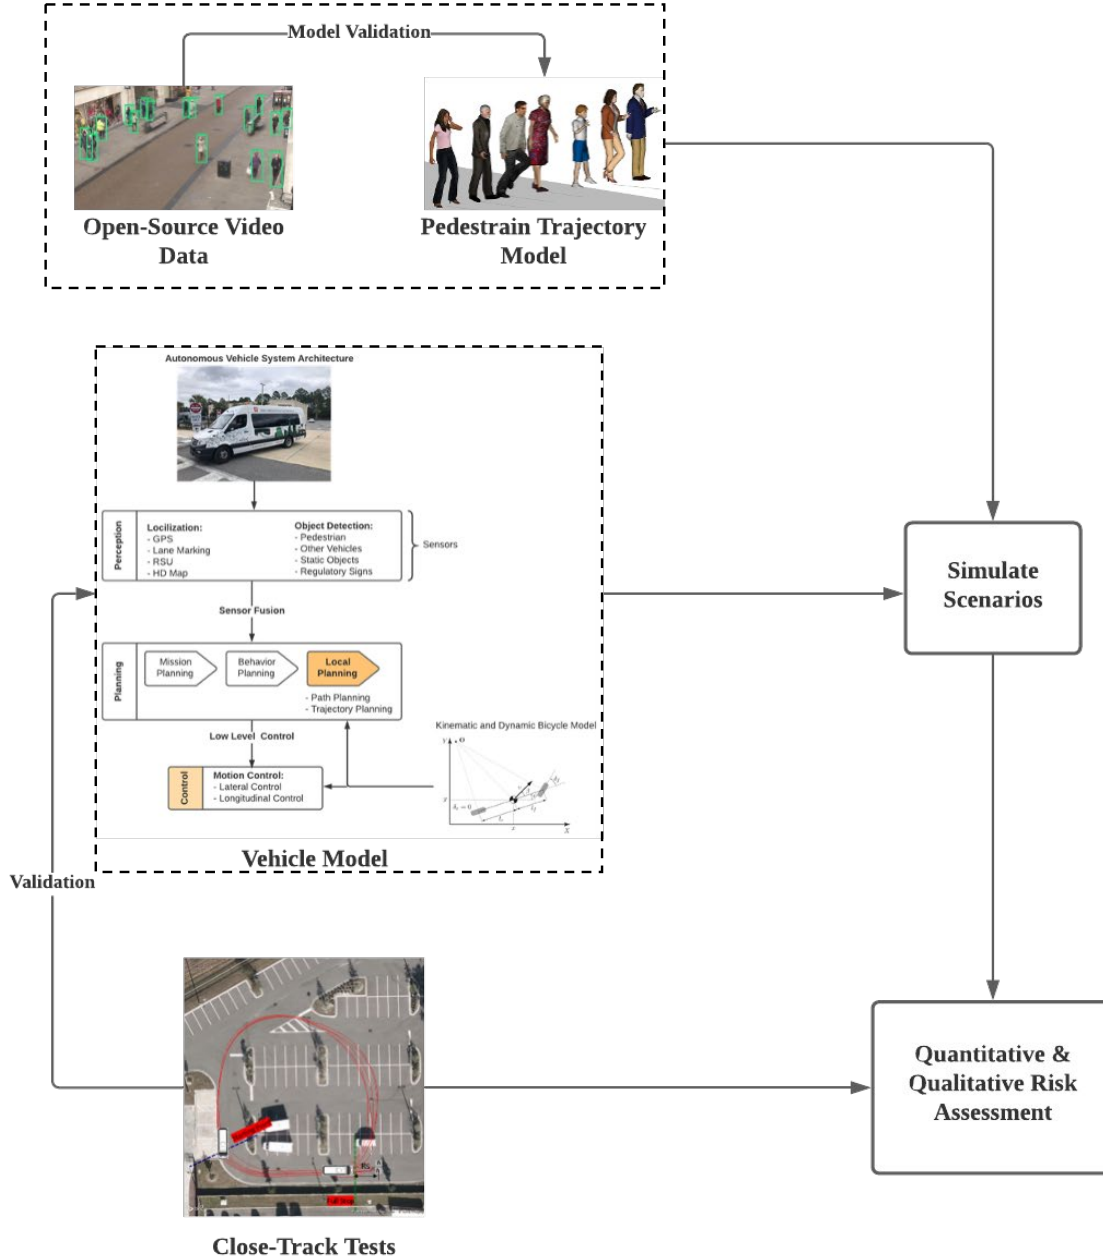 Model Validation
Open-Source Video
Data
Pedestrain Trajectory
Model
Autonomous Vehicle System Architecture
Perception
Locilization:
- GPS
- Lane Marking
- RSU
- HD Map
Object Detection:
- Pedestrian
- Other Vehicles
- Static Objects
- Regulatory Signs
Sensors
Sensor Fusion
Planning
Mission
Planning
Behavior
Planning
Local
Planning
- Path Planning
- Trajectory Planning
Low Level Control
Control
Motion Control:
- Lateral Control
- Longitudinal Control
Kinematic and Dynamic Bicycle Model
Y
X
Vehicle Model
Simulate
Scenarios
Validation
Quantitative &
Qualitative Risk
Assessment
Close-Track Tests